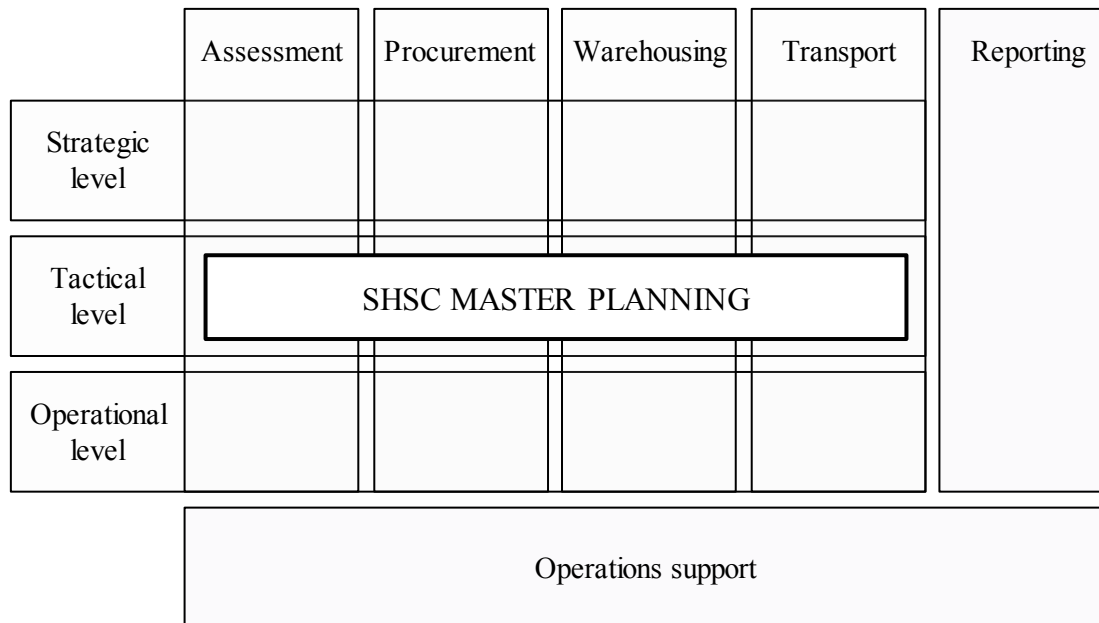 Assessment
Procurement
Warehousing
Transport
Reporting
Strategic
level
Tactical
level
SHSC MASTER PLANNING
Operational
level
Operations support